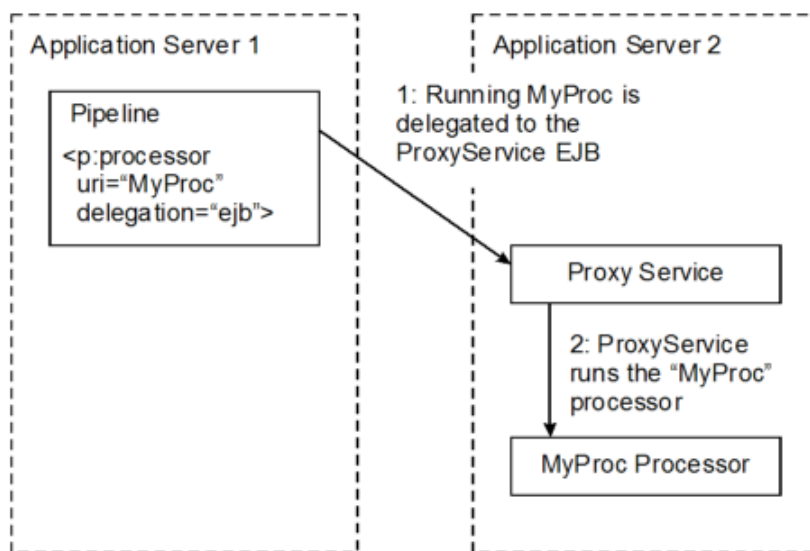 Application Server 1
Pipeline
<p:processor
uri=“MyProc”
delegation=“ejb”>
Application Server 2
1: Running MyProc is
delegated to the
ProxyService EJB
Proxy Service
2: ProxyService
runs the “MyProc”
processor
MyProc Processor